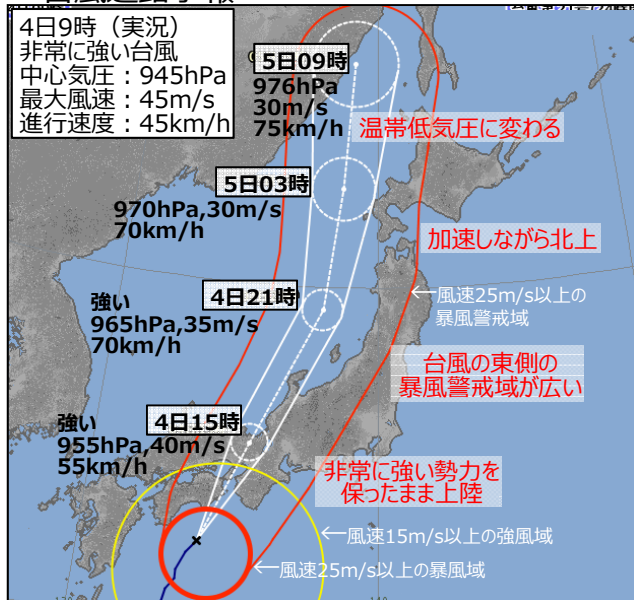 4日9時（実況）
非常に強い台風
中心気圧：945hPa
最大風速：45m/s
進行速度：45km/h
5日09時
976hPa
30m/s
75km/h
温帯低気圧に変わる
5日03時
970hPa,30m/s
70km/h
加速しながら北上
4日21時
強い
965hPa,35m/s
70km/h
←風速25m/s以上の
暴風警戒域
台風の東側の
暴風警戒域が広い
4日15時
強い
955hPa,40m/s
55km/h
非常に強い勢力を
保ったまま上陸
←風速15m/s以上の強風域
←風速25m/s以上の暴風域